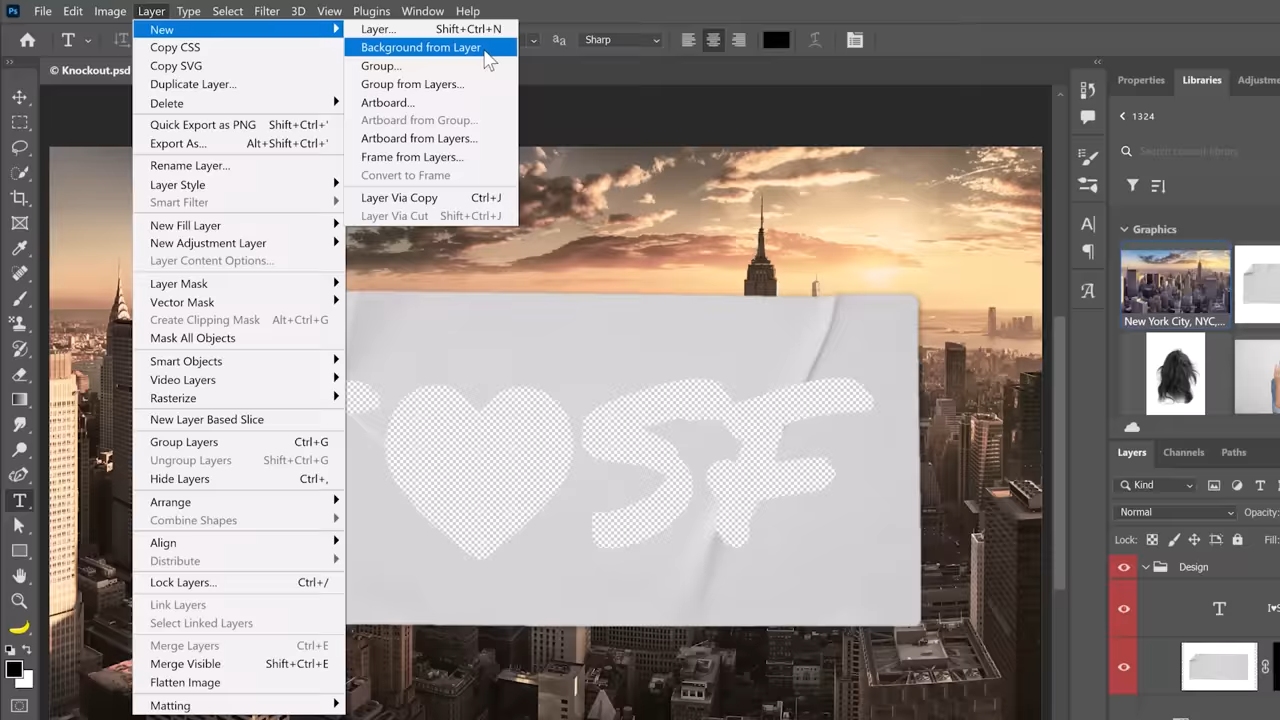 Ps File Edit Image Layer Type Select Filter 3D View Plugins Window Help
T aa Sharp
© Knockout.psd
New
Copy CSS
Copy SVG
Duplicate Layer...
Delete
Quick Export as PNG Shift+Ctrl+'
Export As... Alt+Shift+Ctrl+'
Rename Layer...
Layer Style
Smart Filter
New Fill Layer
New Adjustment Layer
Layer Content Options...
Layer Mask
Vector Mask
Create Clipping Mask Alt+Ctrl+G
Mask All Objects
Smart Objects
Video Layers
Rasterize
New Layer Based Slice
Group Layers Ctrl+G
Ungroup Layers Shift+Ctrl+G
Hide Layers Ctrl+,
Arrange
Combine Shapes
Align
Distribute
Lock Layers... Ctrl+/
Link Layers
Select Linked Layers
Merge Layers Ctrl+E
Merge Visible Shift+Ctrl+E
Flatten Image
Matting
Layer... Shift+Ctrl+N
Background from Layer
Group...
Group from Layers...
Artboard...
Artboard from Group...
Artboard from Layers...
Frame from Layers...
Convert to Frame
Layer Via Copy Ctrl+J
Layer Via Cut Shift+Ctrl+J
♥ SF
Properties Libraries Adjustme
1324
Search current library
Graphics
New York City, NYC,...
Layers Channels Paths
Kind
Normal Opacity:
Lock: Fill:
Design
T I♥S